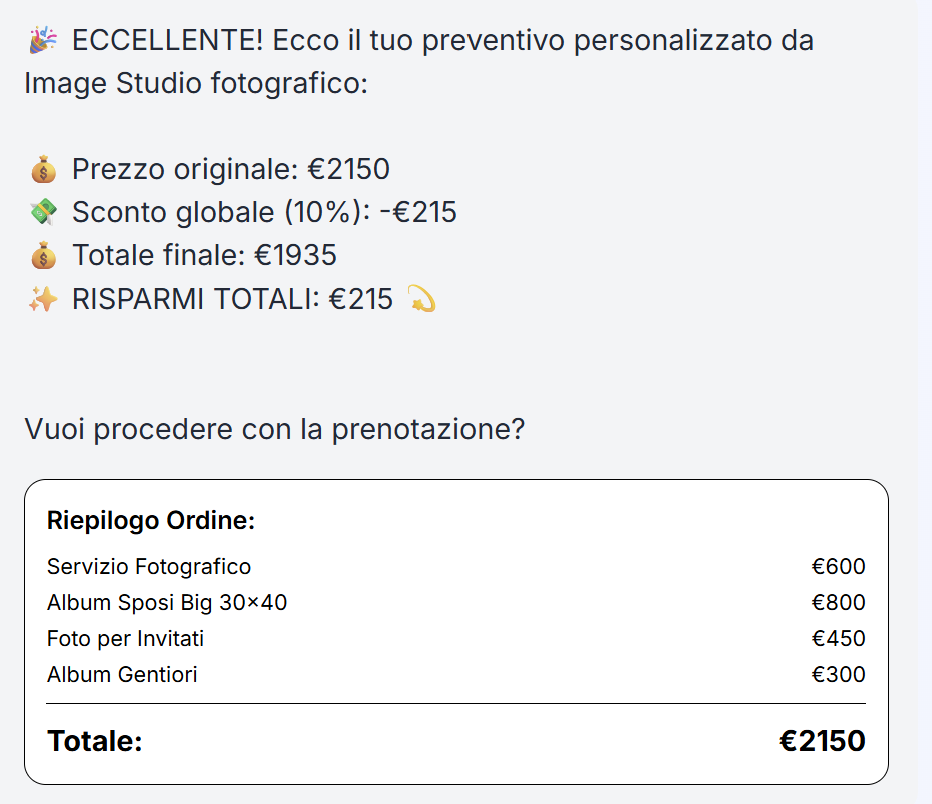 🎉 ECCELLENTE! Ecco il tuo preventivo personalizzato da
Image Studio fotografico:
💰 Prezzo originale: €2150
💸 Sconto globale (10%): -€215
💰 Totale finale: €1935
✨ RISPARMI TOTALI: €215 💫
Vuoi procedere con la prenotazione?
Riepilogo Ordine:
Servizio Fotografico €600
Album Sposi Big 30×40 €800
Foto per Invitati €450
Album Gentiori €300
Totale: €2150